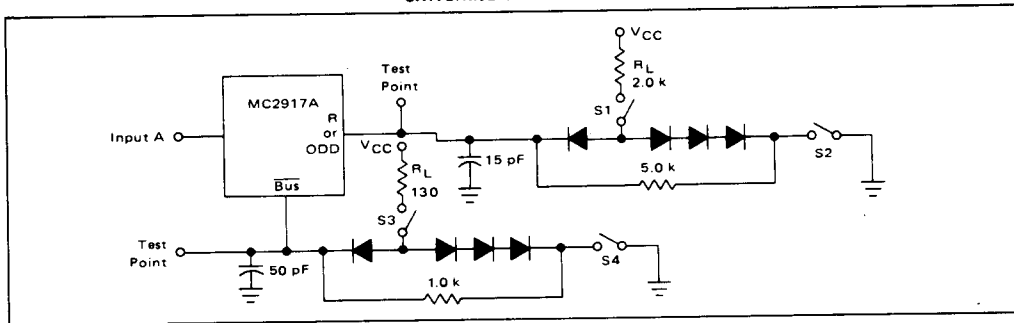 VCC
RL
2.0 k
Test
Point
MC2917A
R
or
ODD
Input A
S1
S2
VCC
15 pF
5.0 k
RL
130
Bus
S3
S4
Test
Point
50 pF
1.0 k